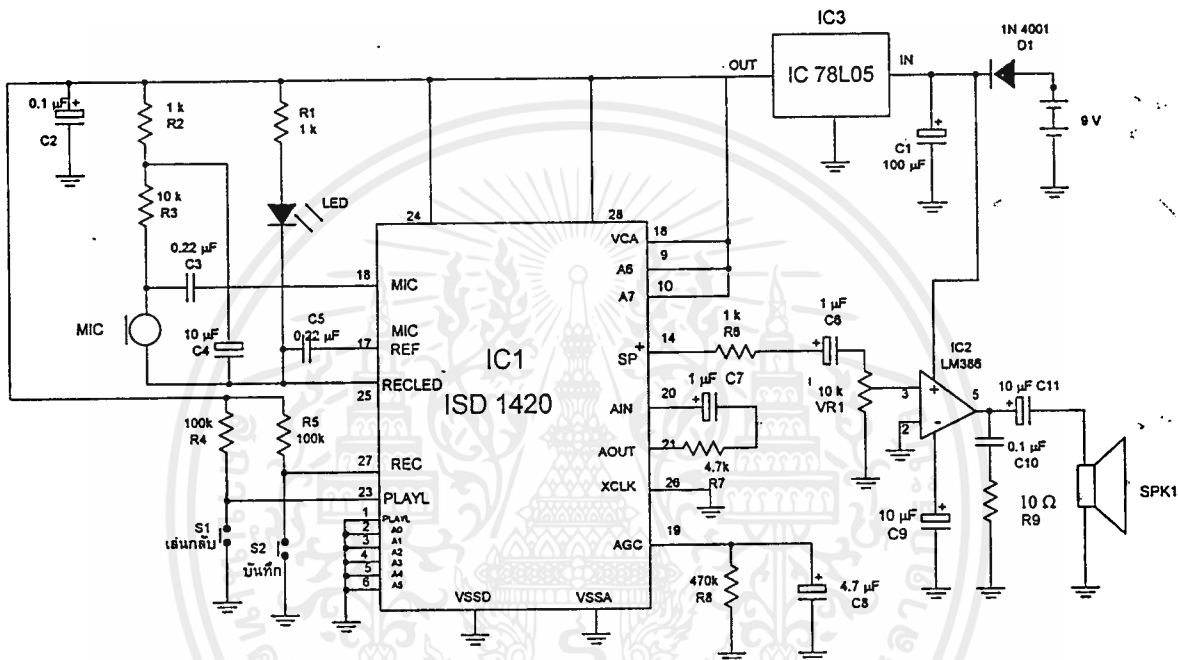 IC3
IC 78L05
OUT
IN
1N 4001
D1
9 V
C1
100 µF
0.1 µF
+
C2
1 k
R2
R1
1 k
10 k
R3
LED
0.22 µF
C3
MIC
10 µF
C4
C5
0.22 µF
24
28
18
MIC
MIC
17
REF
RECLED
25
IC1
ISD 1420
VCA
18
A6
9
A7
10
SP+
14
AIN
20
AOUT
21
XCLK
26
AGC
19
1 k
R6
1 µF
C6
1 µF
C7
4.7k
R7
10 k
VR1
IC2
LM386
3
+
2
-
5
10 µF C11
0.1 µF
C10
10 Ω
R9
10 µF
C9
+
SPK1
470k
R8
4.7 µF
C8
+
100k
R4
R5
100k
27
REC
23
PLAYL
1
PLAYL
2
A0
3
A1
4
A2
5
A3
6
A4
A5
S1
เล่นกลับ
S2
บันทึก
VSSD
VSSA